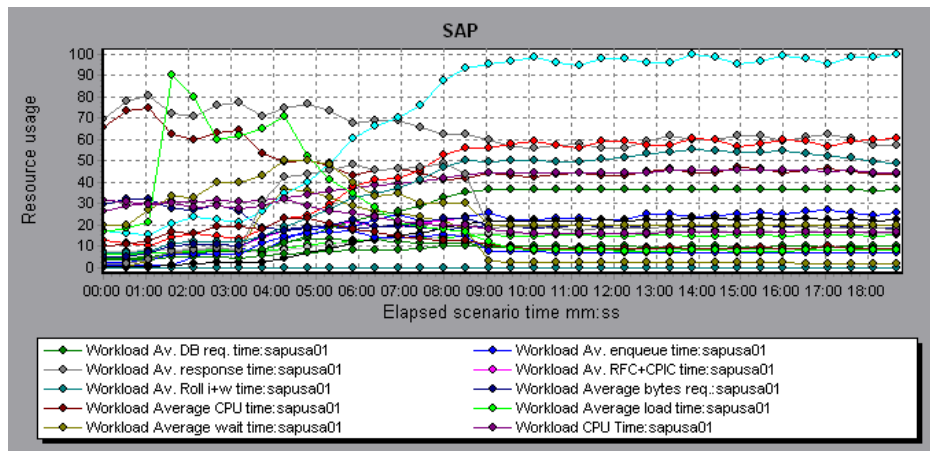 SAP
Resource usage
100
90
80
70
60
50
40
30
20
10
0
00:00 01:00 02:00 03:00 04:00 05:00 06:00 07:00 08:00 09:00 10:00 11:00 12:00 13:00 14:00 15:00 16:00 17:00 18:00
Elapsed scenario time mm:ss
Workload Av. DB req. time:sapusa01
Workload Av. enqueue time:sapusa01
Workload Av. response time:sapusa01
Workload Av. RFC+CPIC time:sapusa01
Workload Av. Roll i+w time:sapusa01
Workload Average bytes req.:sapusa01
Workload Average CPU time:sapusa01
Workload Average load time:sapusa01
Workload Average wait time:sapusa01
Workload CPU Time:sapusa01